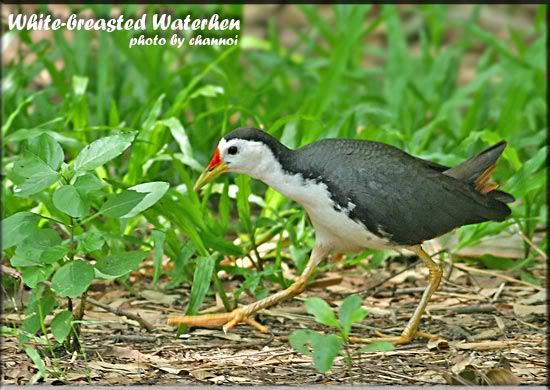 White-breasted Waterhen
photo by channoi